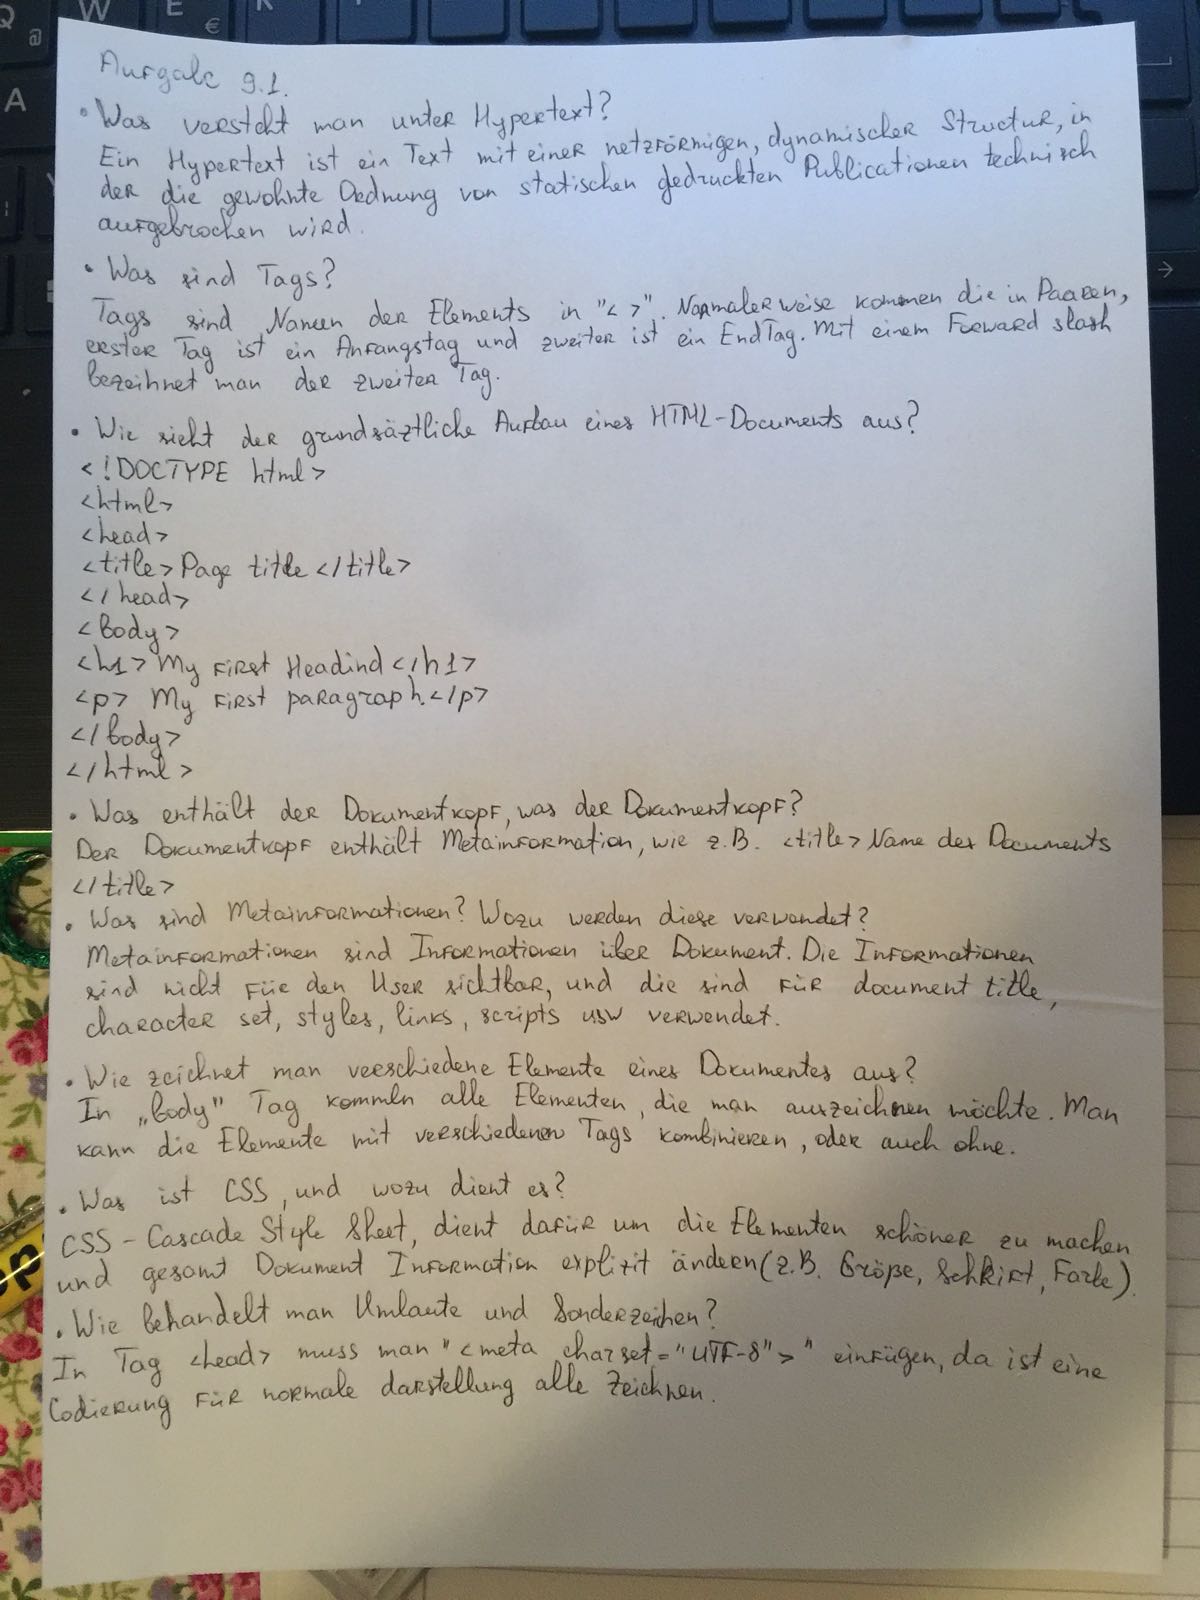 Q
@
W
E
€
R
A
Aufgabe 9.1.
• Was versteht man unter Hypertext?
Ein Hypertext ist ein Text mit einer netzförmigen, dynamischer Structur, in
der die gewohnte Ordnung von statischen gedruckten Publicationen technisch
aufgebrochen wird.
• Was sind Tags?
Tags sind Namen der Elements in "< >". Normalerweise kommen die in Paaren,
erster Tag ist ein Anfangstag und zweiter ist ein EndTag. Mit einem Forward slash
bezeihnet man der zweiter Tag.
• Wie sieht der grundsäztliche Aufbau eines HTML-Documents aus?
<!DOCTYPE html>
<html>
<head>
<title> Page title </title>
</head>
<body>
<h1> My First Headind </h1>
<p> My First paragraph.</p>
</body>
</html>
• Was enthält der Dokumentkopf, was der Dokumentkopf?
Der Dokumentkopf enthält Metainformation, wie z.B. <title> Name des Documents
</title>
• Was sind Metainformationen? Wozu werden diese verwendet?
Metainformationen sind Informationen über Dokument. Die Informationen
sind nicht für den User sichtbar, und die sind für document title,
character set, styles, links, scripts usw verwendet.
• Wie zeichnet man verschiedene Elemente eines Dokumentes aus?
In „body" Tag kommen alle Elementen, die man auszeichnen möchte. Man
kann die Elemente mit verschiedenen Tags kombinieren, oder auch ohne.
• Was ist CSS, und wozu dient es?
CSS - Cascade Style Sheet, dient dafür um die Elementen schöner zu machen
und gesamt Dokument Information explizit ändern (z.B. Größe, Schkrift, Farbe).
• Wie behandelt man Umlaute und Sonderzeihen?
In Tag <head> muss man "<meta charset="UTF-8">" einfügen, da ist eine
Codierung für normale darstellung alle Zeichnen.